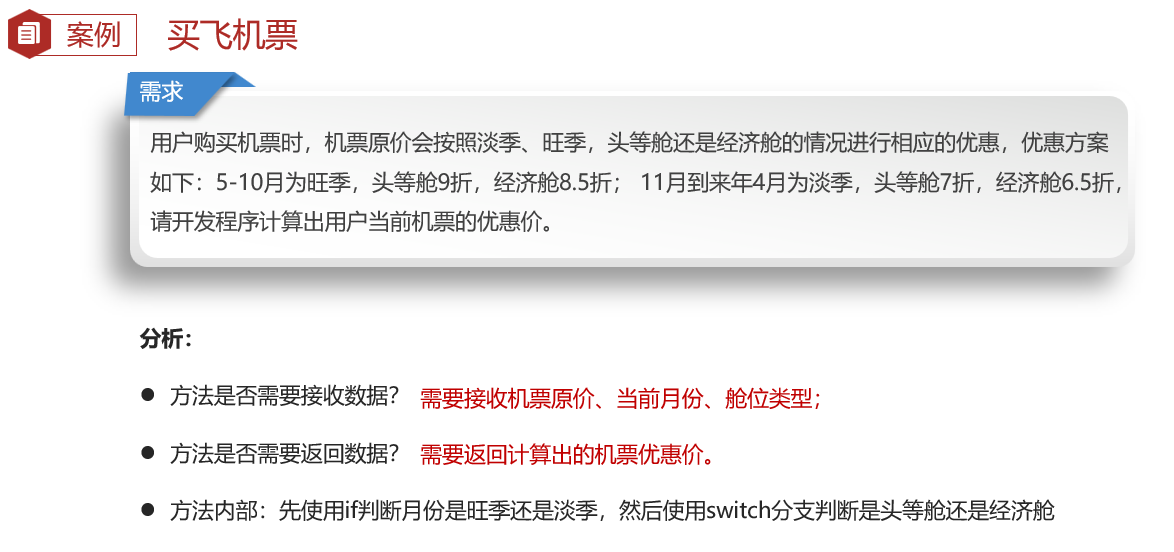 案例 买飞机票
需求
用户购买机票时，机票原价会按照淡季、旺季，头等舱还是经济舱的情况进行相应的优惠，优惠方案
如下：5-10月为旺季，头等舱9折，经济舱8.5折； 11月到来年4月为淡季，头等舱7折，经济舱6.5折，
请开发程序计算出用户当前机票的优惠价。
分析：
● 方法是否需要接收数据？ 需要接收机票原价、当前月份、舱位类型；
● 方法是否需要返回数据？ 需要返回计算出的机票优惠价。
● 方法内部：先使用if判断月份是旺季还是淡季，然后使用switch分支判断是头等舱还是经济舱